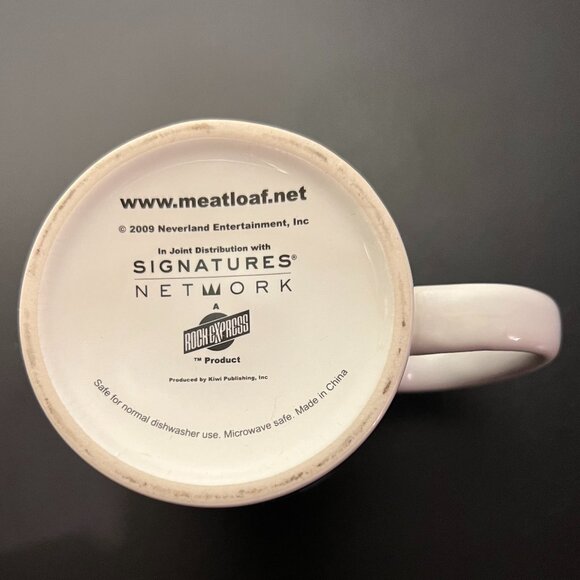 www.meatloaf.net
© 2009 Neverland Entertainment, Inc
In Joint Distribution with
SIGNATURES®
NETWORK
A
ROCK EXPRESS
™ Product
Produced by Kiwi Publishing, Inc
Safe for normal dishwasher use. Microwave safe. Made in China